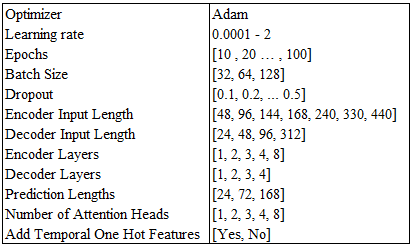 Optimizer Adam
Learning rate 0.0001 - 2
Epochs [10 , 20 … , 100]
Batch Size [32, 64, 128]
Dropout [0.1, 0.2, ... 0.5]
Encoder Input Length [48, 96, 144, 168, 240, 330, 440]
Decoder Input Length [24, 48, 96, 312]
Encoder Layers [1, 2, 3, 4, 8]
Decoder Layers [1, 2, 3, 4]
Prediction Lengths [24, 72, 168]
Number of Attention Heads [1, 2, 3, 4, 8]
Add Temporal One Hot Features [Yes, No]